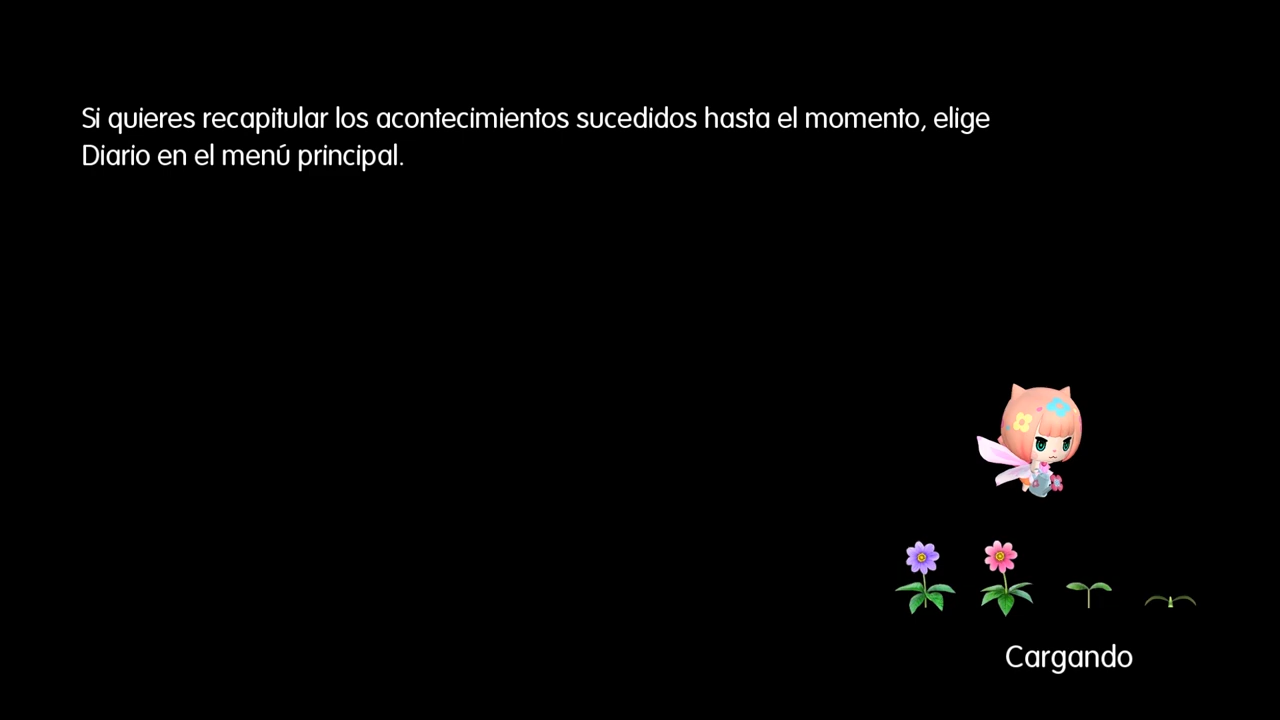 Si quieres recapitular los acontecimientos sucedidos hasta el momento, elige
Diario en el menú principal.
Cargando